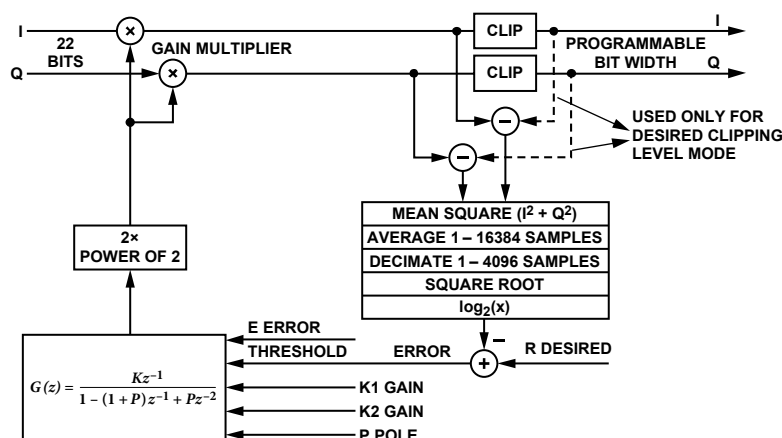 I
22
BITS
Q
GAIN MULTIPLIER
×
×
CLIP
CLIP
I
PROGRAMMABLE
BIT WIDTH
Q
−
−
USED ONLY FOR
DESIRED CLIPPING
LEVEL MODE
MEAN SQUARE (I² + Q²)
AVERAGE 1 – 16384 SAMPLES
DECIMATE 1 – 4096 SAMPLES
SQUARE ROOT
log₂(x)
2×
POWER OF 2
−
+
R DESIRED
ERROR
E ERROR
THRESHOLD
K1 GAIN
K2 GAIN
P POLE
G(z) = Kz⁻¹ / 1 – (1 + P)z⁻¹ + Pz⁻²